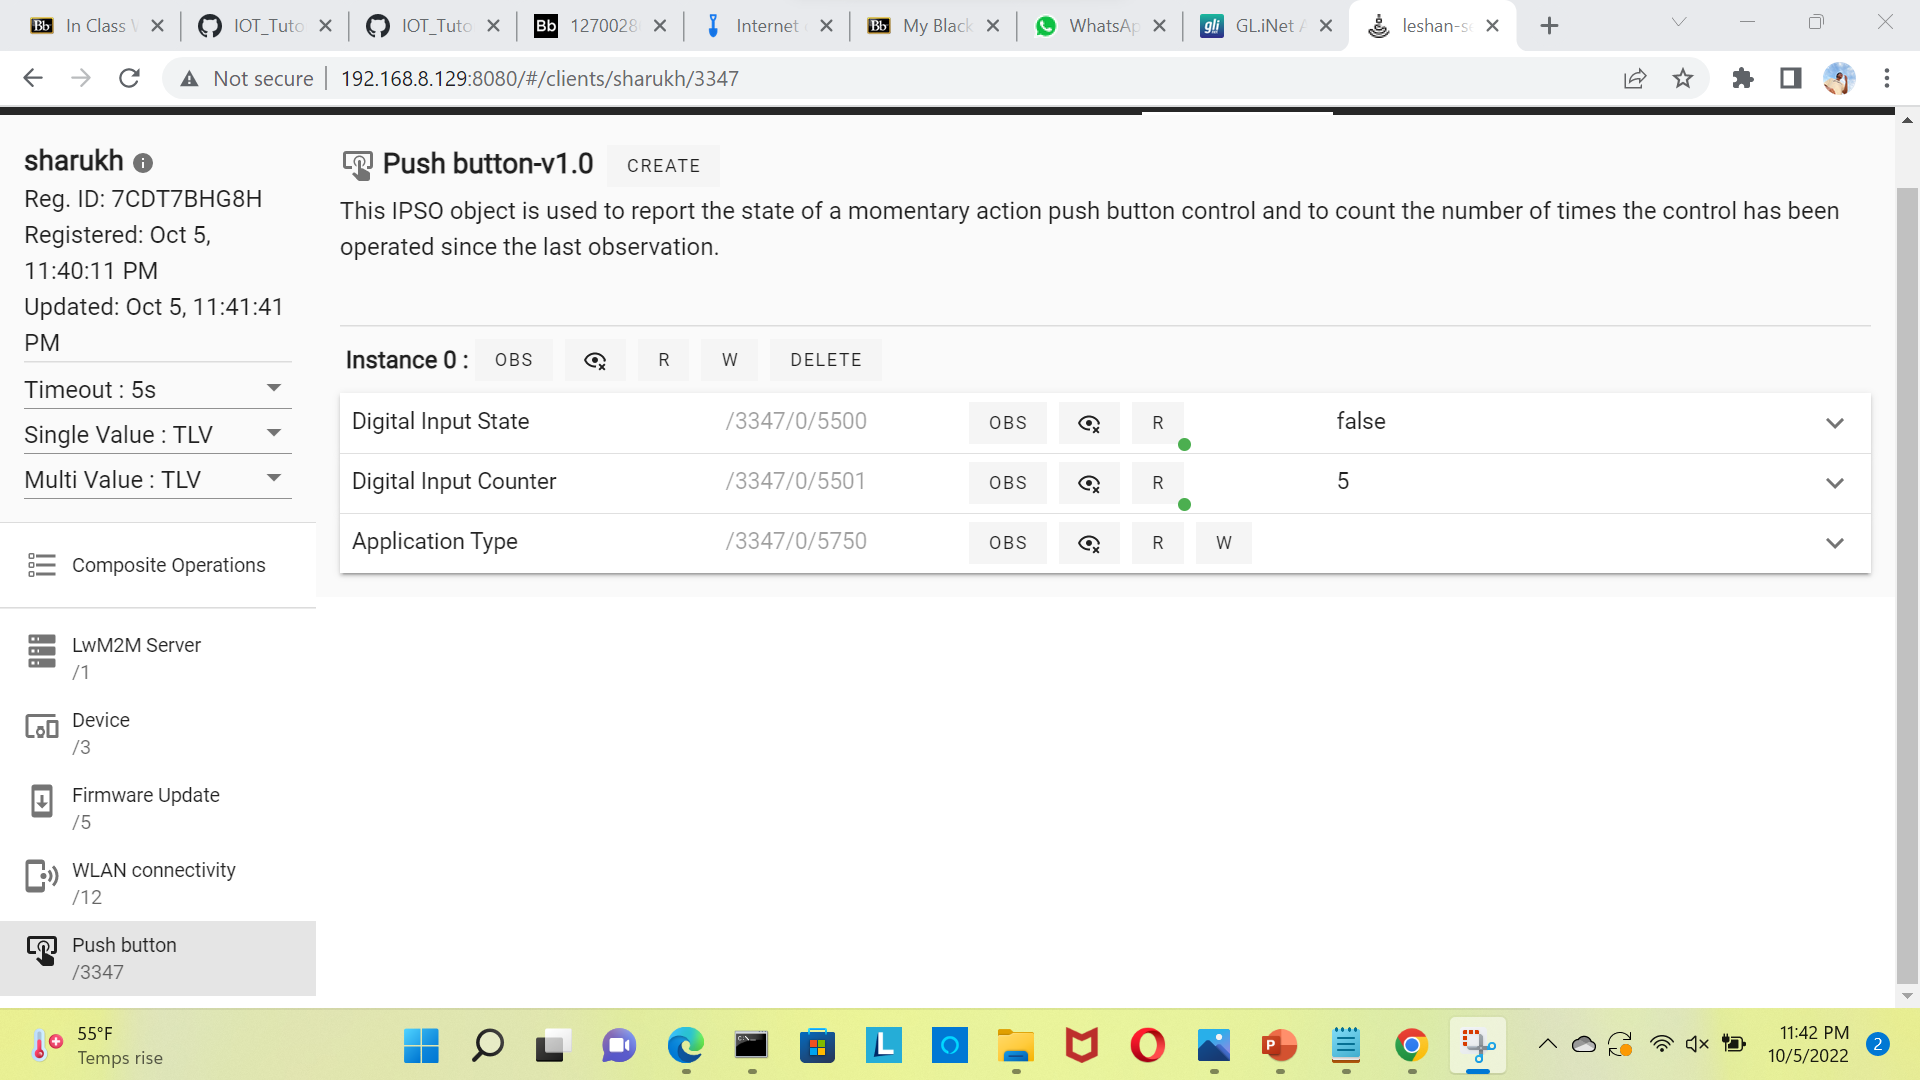 In Class
IOT_Tuto
IOT_Tuto
Bb 1270028
Internet
My Black
WhatsAp
gli GL.iNet
leshan-se
Not secure 192.168.8.129:8080/#/clients/sharukh/3347
sharukh
Reg. ID: 7CDT7BHG8H
Registered: Oct 5,
11:40:11 PM
Updated: Oct 5, 11:41:41
PM
Timeout : 5s
Single Value : TLV
Multi Value : TLV
Composite Operations
LwM2M Server
/1
Device
/3
Firmware Update
/5
WLAN connectivity
/12
Push button
/3347
Push button-v1.0 CREATE
This IPSO object is used to report the state of a momentary action push button control and to count the number of times the control has been
operated since the last observation.
Instance 0 : OBS R W DELETE
Digital Input State /3347/0/5500 OBS R false
Digital Input Counter /3347/0/5501 OBS R 5
Application Type /3347/0/5750 OBS R W
55°F
Temps rise
11:42 PM
10/5/2022
2